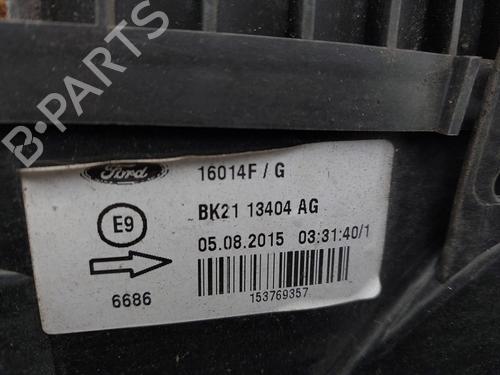 B-Parts
Ford
16014F / G
E9
BK21 13404 AG
05.08.2015 03:31:40/1
6686
153769357